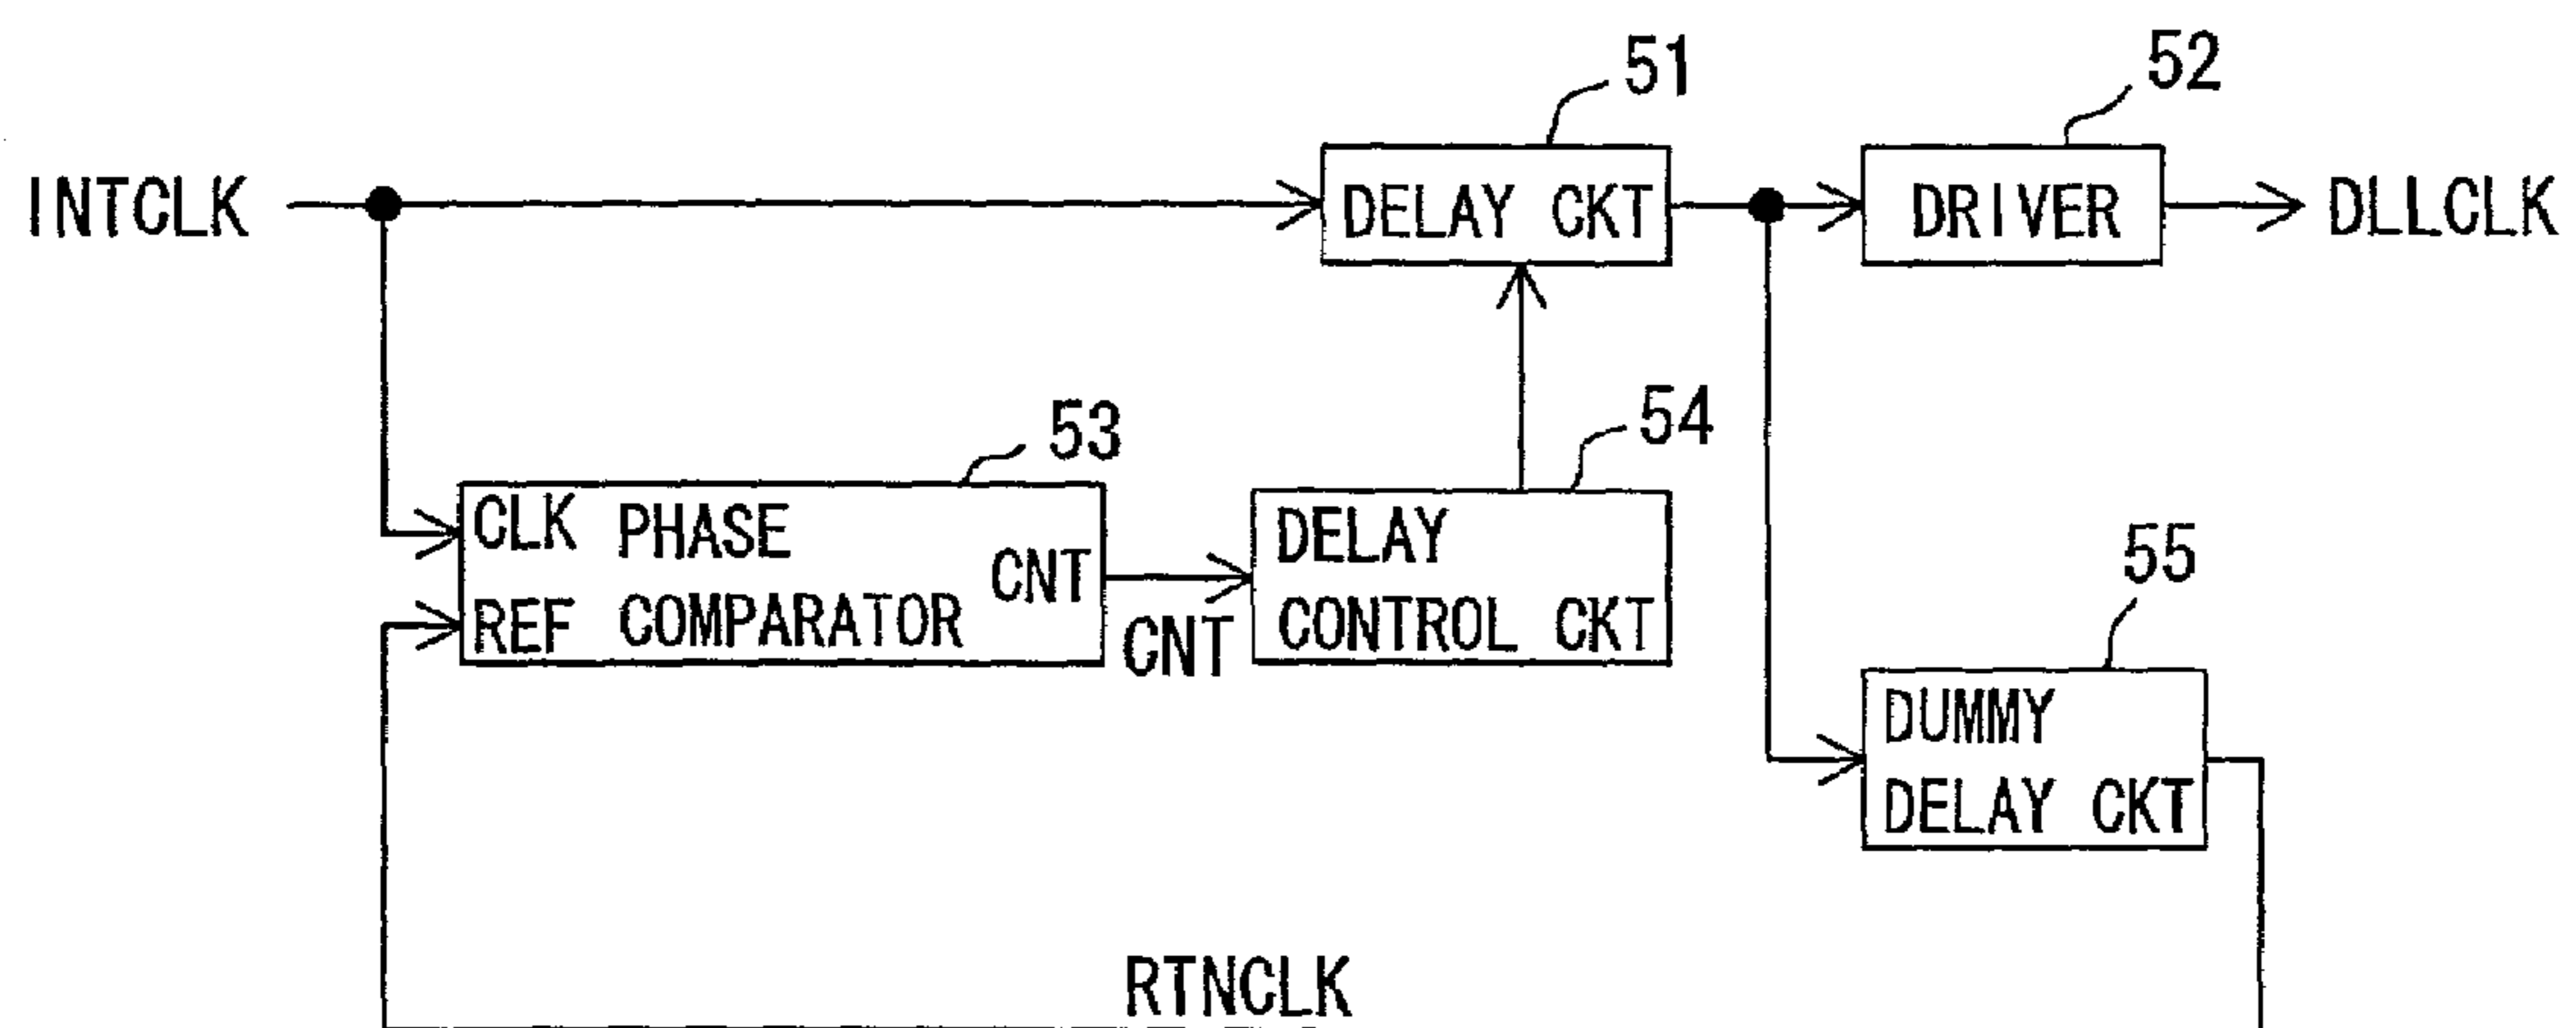 51
52
INTCLK
DELAY CKT
DRIVER
DLLCLK
53
54
CLK PHASE
REF COMPARATOR
CNT
CNT
DELAY
CONTROL CKT
55
DUMMY
DELAY CKT
RTNCLK